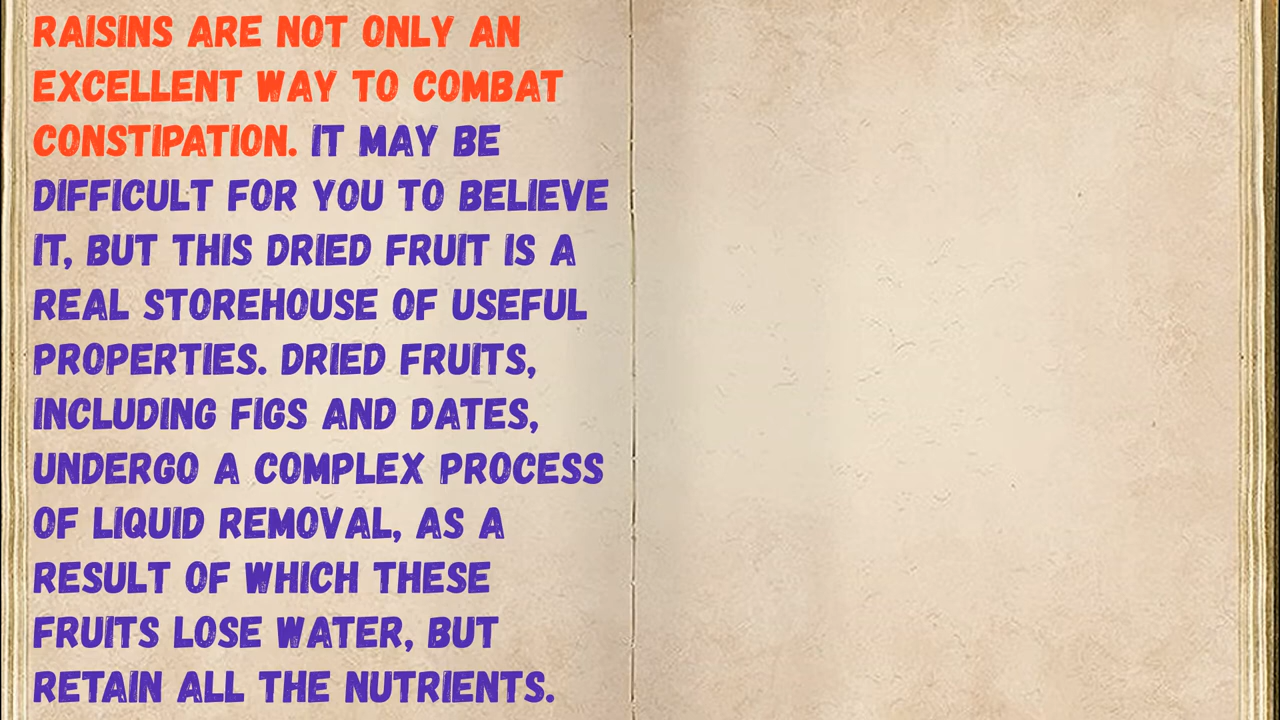 RAISINS ARE NOT ONLY AN
EXCELLENT WAY TO COMBAT
CONSTIPATION. IT MAY BE
DIFFICULT FOR YOU TO BELIEVE
IT, BUT THIS DRIED FRUIT IS A
REAL STOREHOUSE OF USEFUL
PROPERTIES. DRIED FRUITS,
INCLUDING FIGS AND DATES,
UNDERGO A COMPLEX PROCESS
OF LIQUID REMOVAL, AS A
RESULT OF WHICH THESE
FRUITS LOSE WATER, BUT
RETAIN ALL THE NUTRIENTS.